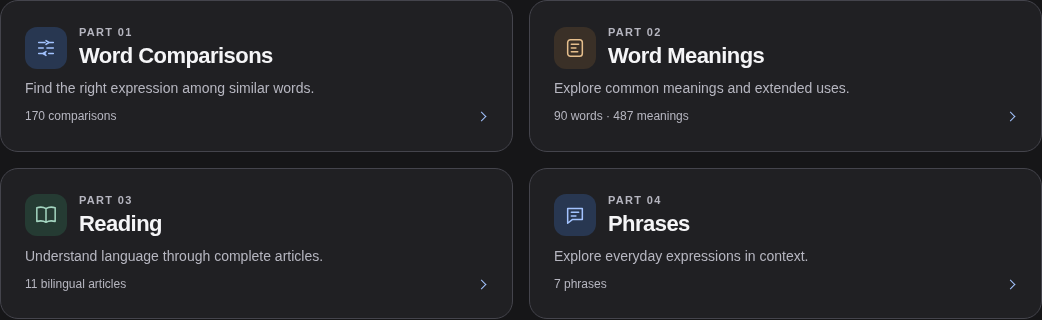 PART 01
Word Comparisons
Find the right expression among similar words.
170 comparisons
PART 02
Word Meanings
Explore common meanings and extended uses.
90 words · 487 meanings
PART 03
Reading
Understand language through complete articles.
11 bilingual articles
PART 04
Phrases
Explore everyday expressions in context.
7 phrases